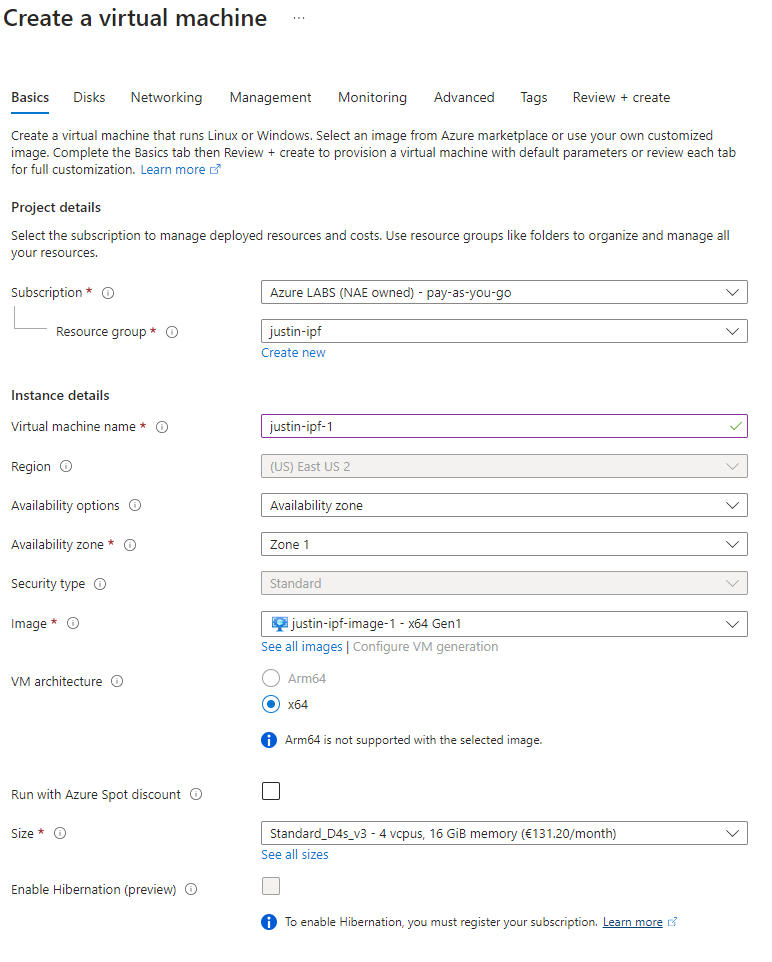 Create a virtual machine ...
Basics Disks Networking Management Monitoring Advanced Tags Review + create
Create a virtual machine that runs Linux or Windows. Select an image from Azure marketplace or use your own customized
image. Complete the Basics tab then Review + create to provision a virtual machine with default parameters or review each tab
for full customization. Learn more
Project details
Select the subscription to manage deployed resources and costs. Use resource groups like folders to organize and manage all
your resources.
Subscription * Azure LABS (NAE owned) - pay-as-you-go
Resource group * justin-ipf
Create new
Instance details
Virtual machine name * justin-ipf-1
Region (US) East US 2
Availability options Availability zone
Availability zone * Zone 1
Security type Standard
Image * justin-ipf-image-1 - x64 Gen1
See all images | Configure VM generation
VM architecture Arm64
x64
Arm64 is not supported with the selected image.
Run with Azure Spot discount
Size * Standard_D4s_v3 - 4 vcpus, 16 GiB memory (€131.20/month)
See all sizes
Enable Hibernation (preview)
To enable Hibernation, you must register your subscription. Learn more